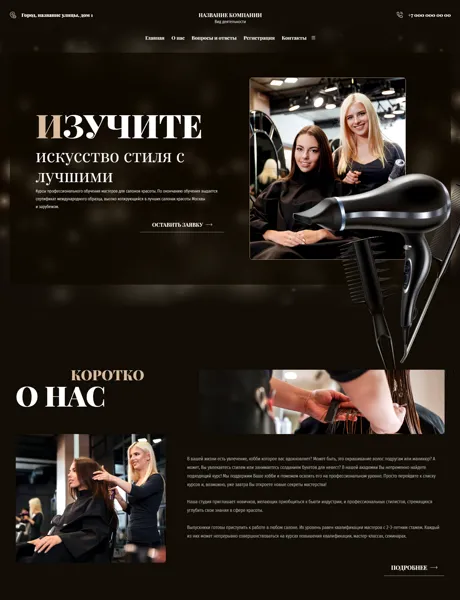 Город, название улицы, дом 1
НАЗВАНИЕ КОМПАНИИ
Вид деятельности
+7 000 000 00 00
Главная О нас Вопросы и ответы Регистрация Контакты
ИЗУЧИТЕ
искусство стиля с
лучшими
Курсы профессионального обучения мастеров для салонов красоты. По окончанию обучения выдается
сертификат международного образца, высоко котирующийся в лучших салонах красоты Москвы
и зарубежом.
ОСТАВИТЬ ЗАЯВКУ →
КОРОТКО
О НАС
В вашей жизни есть увлечение, хобби которое вас вдохновляет? Может быть, это окрашивание волос подругам или маникюр? А
может, Вы увлекаетесь стилем или занимаетесь созданием букетов для невест? В нашей академии Вы непременно найдете
подходящий курс! Мы поддержим Ваше хобби и поможем освоить его на профессиональном уровне. Просто перейдите к списку
курсов и, возможно, уже завтра Вы откроете новые секреты мастерства!
Наша студия приглашает новичков, желающих приобщиться к бьюти индустрии, и профессиональных стилистов, стремящихся
углубить свои знания в сфере красоты.
Выпускники готовы приступить к работе в любом салоне. Их уровень равен квалификации мастеров с 2-3-летним стажем. Каждый
из них может непрерывно совершенствоваться на курсах повышения квалификации, мастер-классах, семинарах.
ПОДРОБНЕЕ →